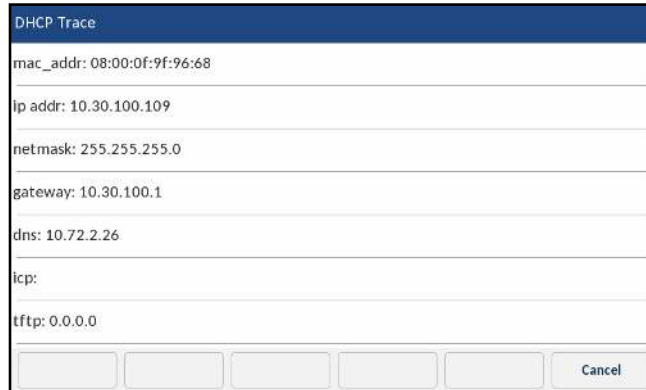 DHCP Trace
mac_addr: 08:00:0f:9f:96:68
ip addr: 10.30.100.109
netmask: 255.255.255.0
gateway: 10.30.100.1
dns: 10.72.2.26
icp:
tftp: 0.0.0.0
Cancel